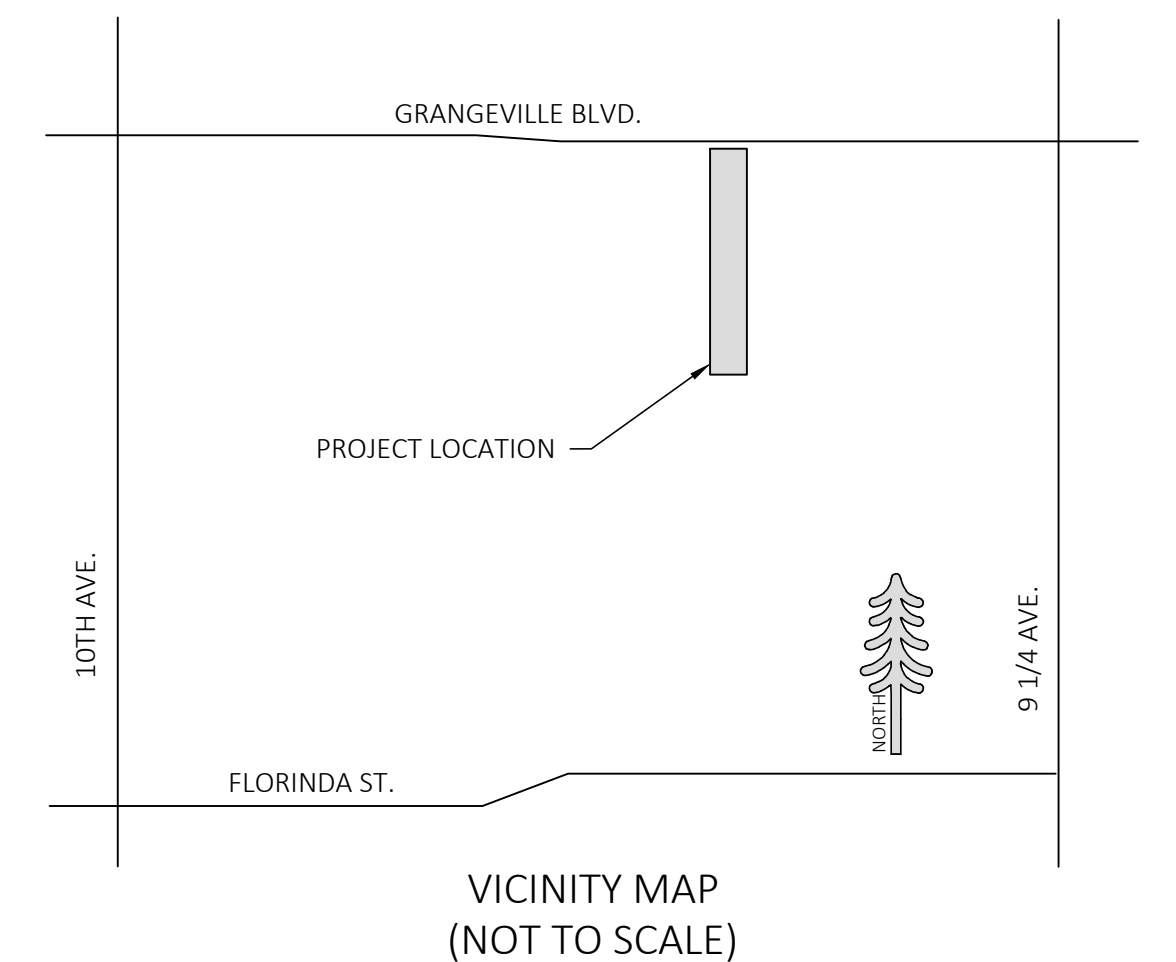 GRANGEVILLE BLVD.
PROJECT LOCATION
10TH AVE.
9 1/4 AVE.
NORTH
FLORINDA ST.
VICINITY MAP
(NOT TO SCALE)